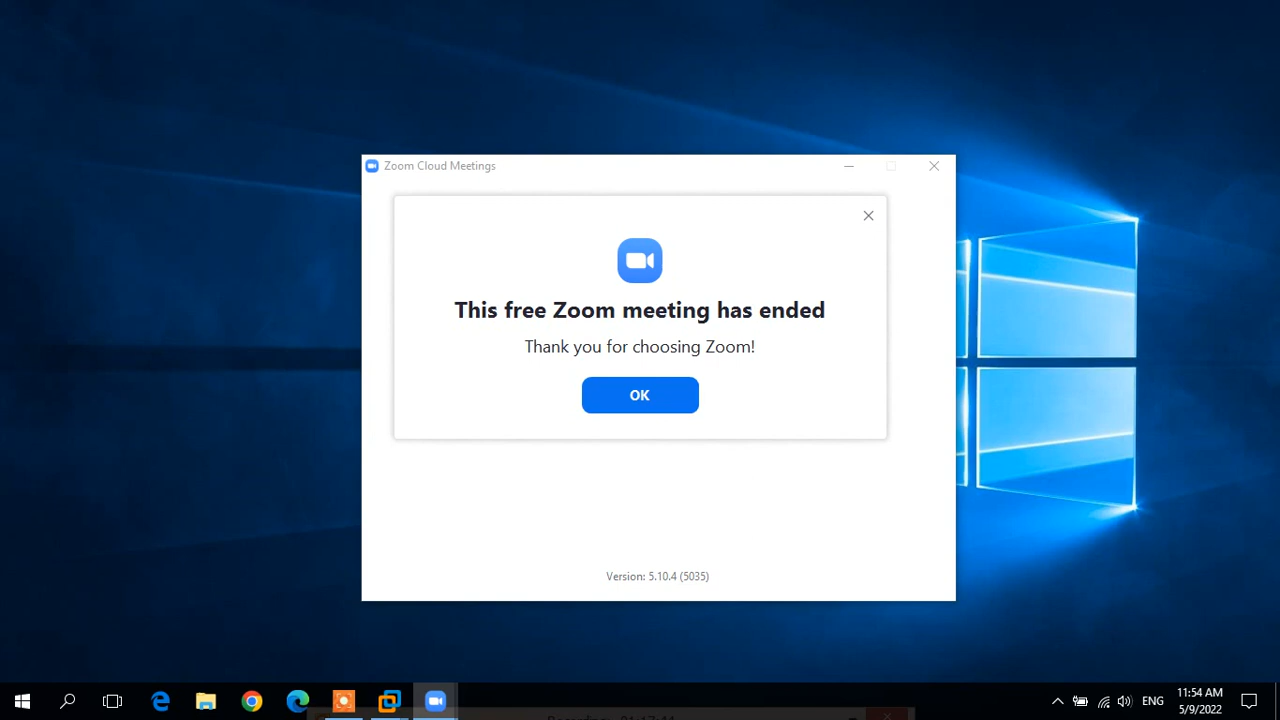 Zoom Cloud Meetings
This free Zoom meeting has ended
Thank you for choosing Zoom!
OK
Version: 5.10.4 (5035)
ENG
11:54 AM
5/9/2022